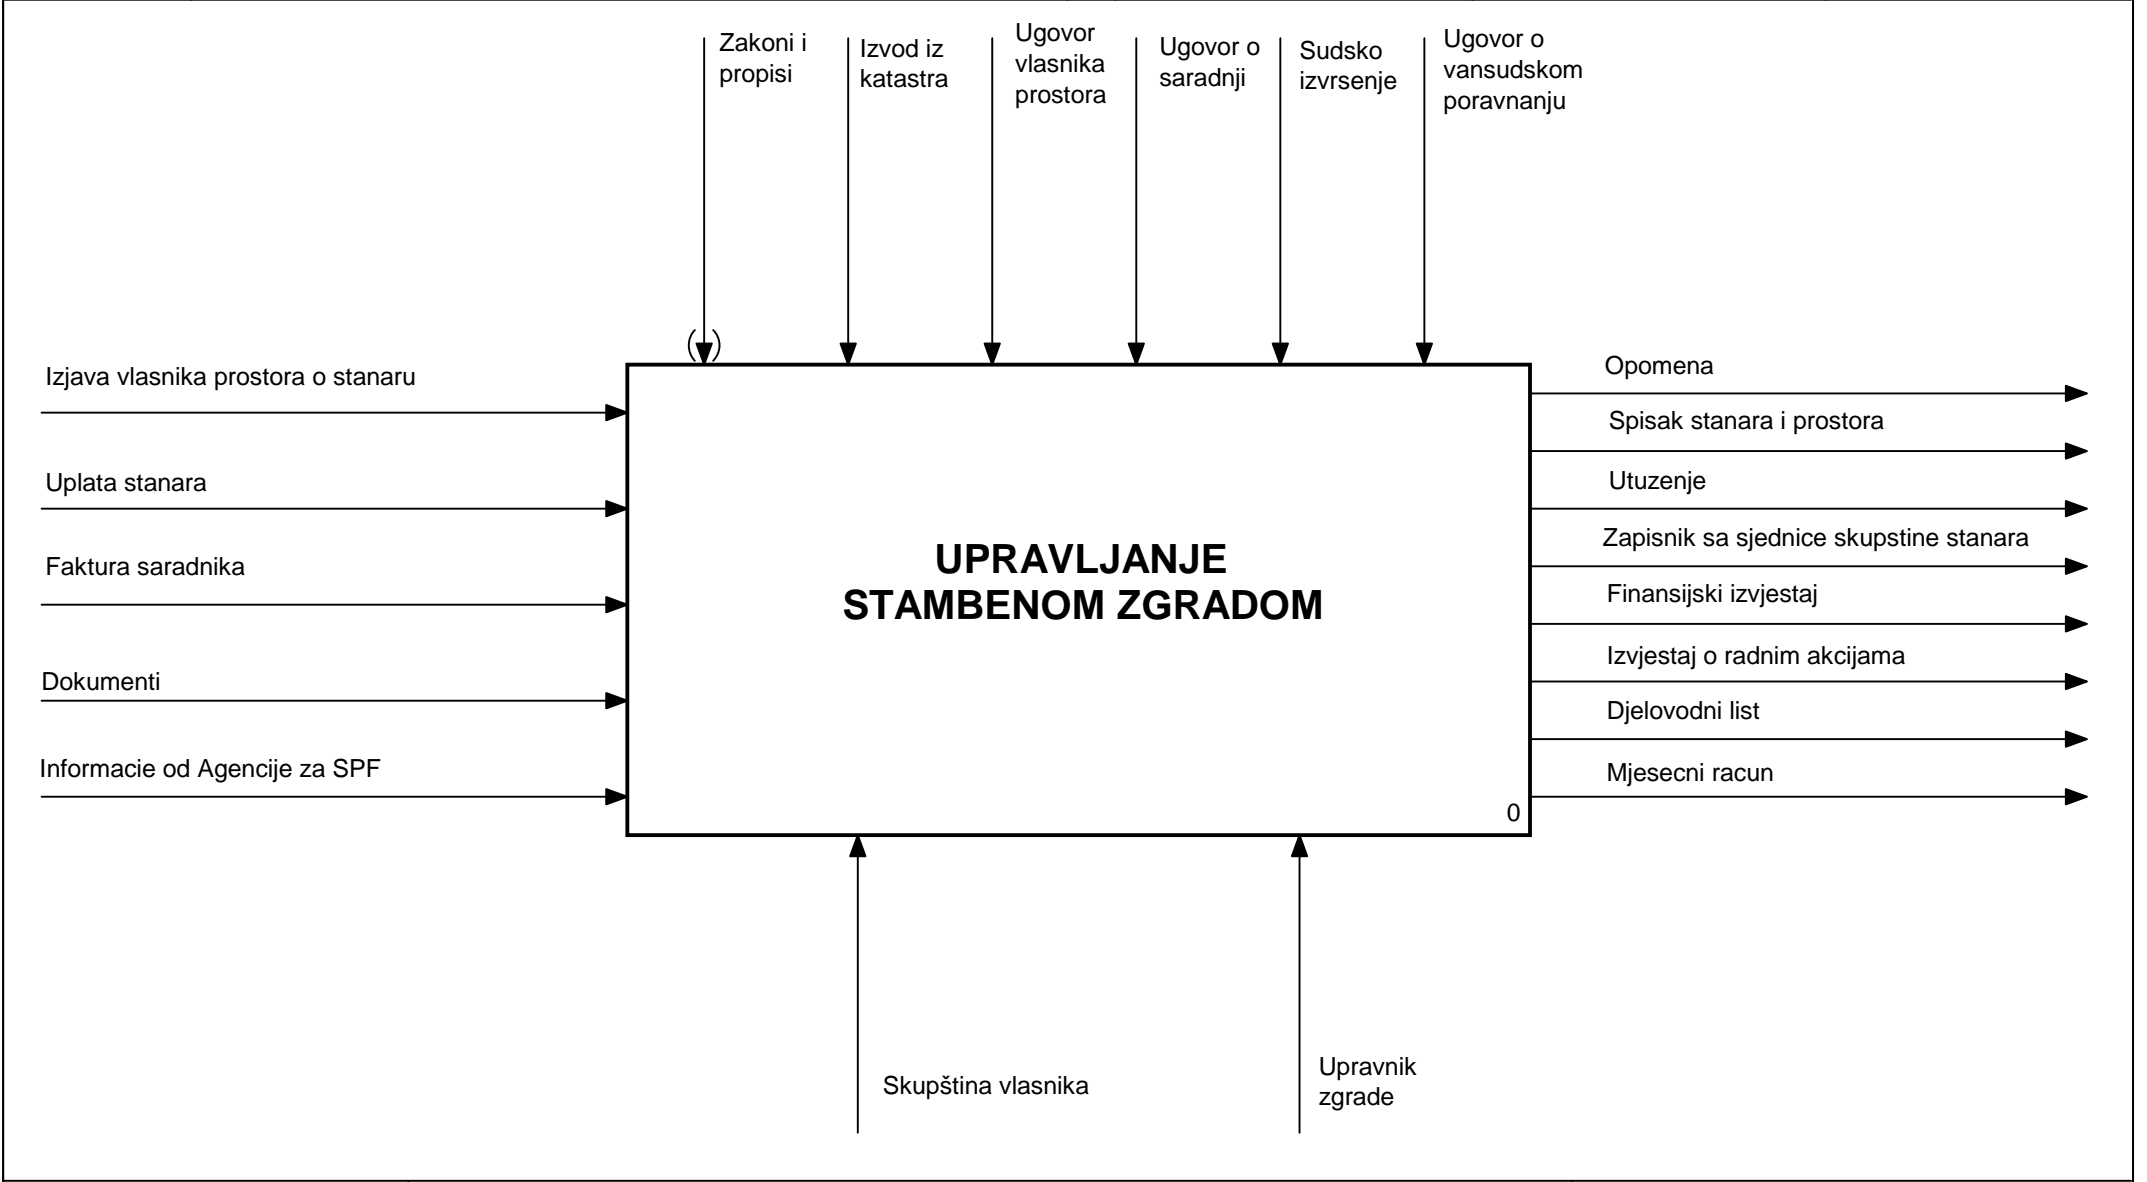 Zakoni i
propisi
Izvod iz
katastra
Ugovor
vlasnika
prostora
Ugovor o
saradnji
Sudsko
izvrsenje
Ugovor o
vansudskom
poravnanju
( )
Izjava vlasnika prostora o stanaru
Uplata stanara
Faktura saradnika
Dokumenti
Informacie od Agencije za SPF
UPRAVLJANJE
STAMBENOM ZGRADOM
0
Opomena
Spisak stanara i prostora
Utuzenje
Zapisnik sa sjednice skupstine stanara
Finansijski izvjestaj
Izvjestaj o radnim akcijama
Djelovodni list
Mjesecni racun
Skupština vlasnika
Upravnik
zgrade